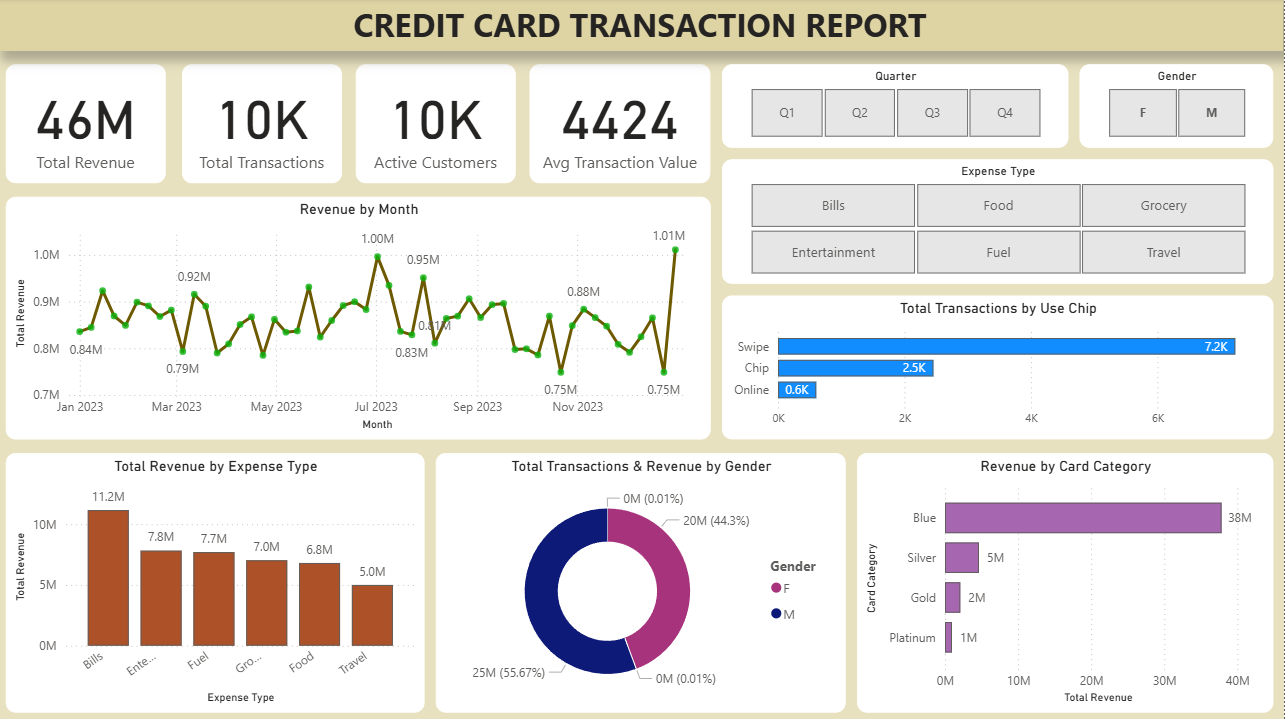 CREDIT CARD TRANSACTION REPORT
46M
Total Revenue
10K
Total Transactions
10K
Active Customers
4424
Avg Transaction Value
Quarter
Q1 Q2 Q3 Q4
Gender
F M
Expense Type
Bills Food Grocery
Entertainment Fuel Travel
Revenue by Month
Total Revenue
1.0M
0.9M
0.8M
0.7M
0.84M
0.92M
0.79M
1.00M
0.83M
0.95M
0.81M
0.75M
0.88M
0.75M
1.01M
Jan 2023 Mar 2023 May 2023 Jul 2023 Sep 2023 Nov 2023
Month
Total Transactions by Use Chip
Swipe 7.2K
Chip 2.5K
Online 0.6K
0K 2K 4K 6K
Total Revenue by Expense Type
Total Revenue
10M
5M
0M
11.2M
7.8M
7.7M
7.0M
6.8M
5.0M
Bills Ente... Fuel Gro... Food Travel
Expense Type
Total Transactions & Revenue by Gender
0M (0.01%)
20M (44.3%)
25M (55.67%)
0M (0.01%)
Gender
F
M
Revenue by Card Category
Card Category
Blue 38M
Silver 5M
Gold 2M
Platinum 1M
0M 10M 20M 30M 40M
Total Revenue